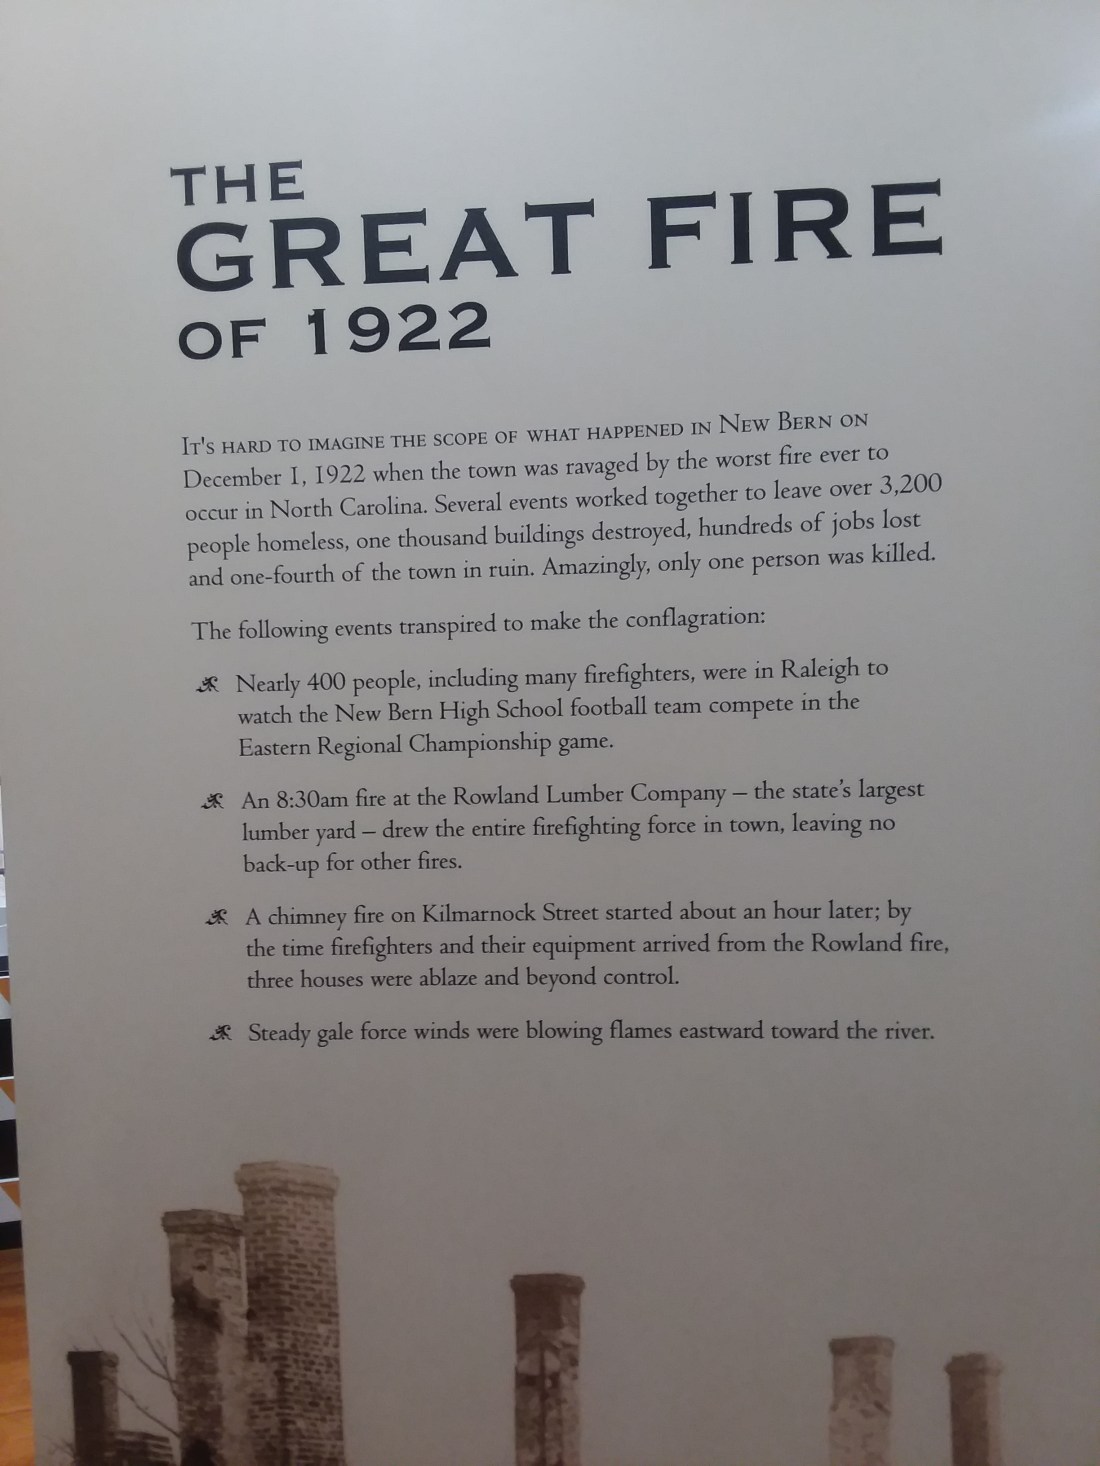 THE
GREAT FIRE
OF 1922
IT'S HARD TO IMAGINE THE SCOPE OF WHAT HAPPENED IN NEW BERN ON
December 1, 1922 when the town was ravaged by the worst fire ever to
occur in North Carolina. Several events worked together to leave over 3,200
people homeless, one thousand buildings destroyed, hundreds of jobs lost
and one-fourth of the town in ruin. Amazingly, only one person was killed.
The following events transpired to make the conflagration:
Nearly 400 people, including many firefighters, were in Raleigh to
watch the New Bern High School football team compete in the
Eastern Regional Championship game.
An 8:30am fire at the Rowland Lumber Company – the state's largest
lumber yard – drew the entire firefighting force in town, leaving no
back-up for other fires.
A chimney fire on Kilmarnock Street started about an hour later; by
the time firefighters and their equipment arrived from the Rowland fire,
three houses were ablaze and beyond control.
Steady gale force winds were blowing flames eastward toward the river.